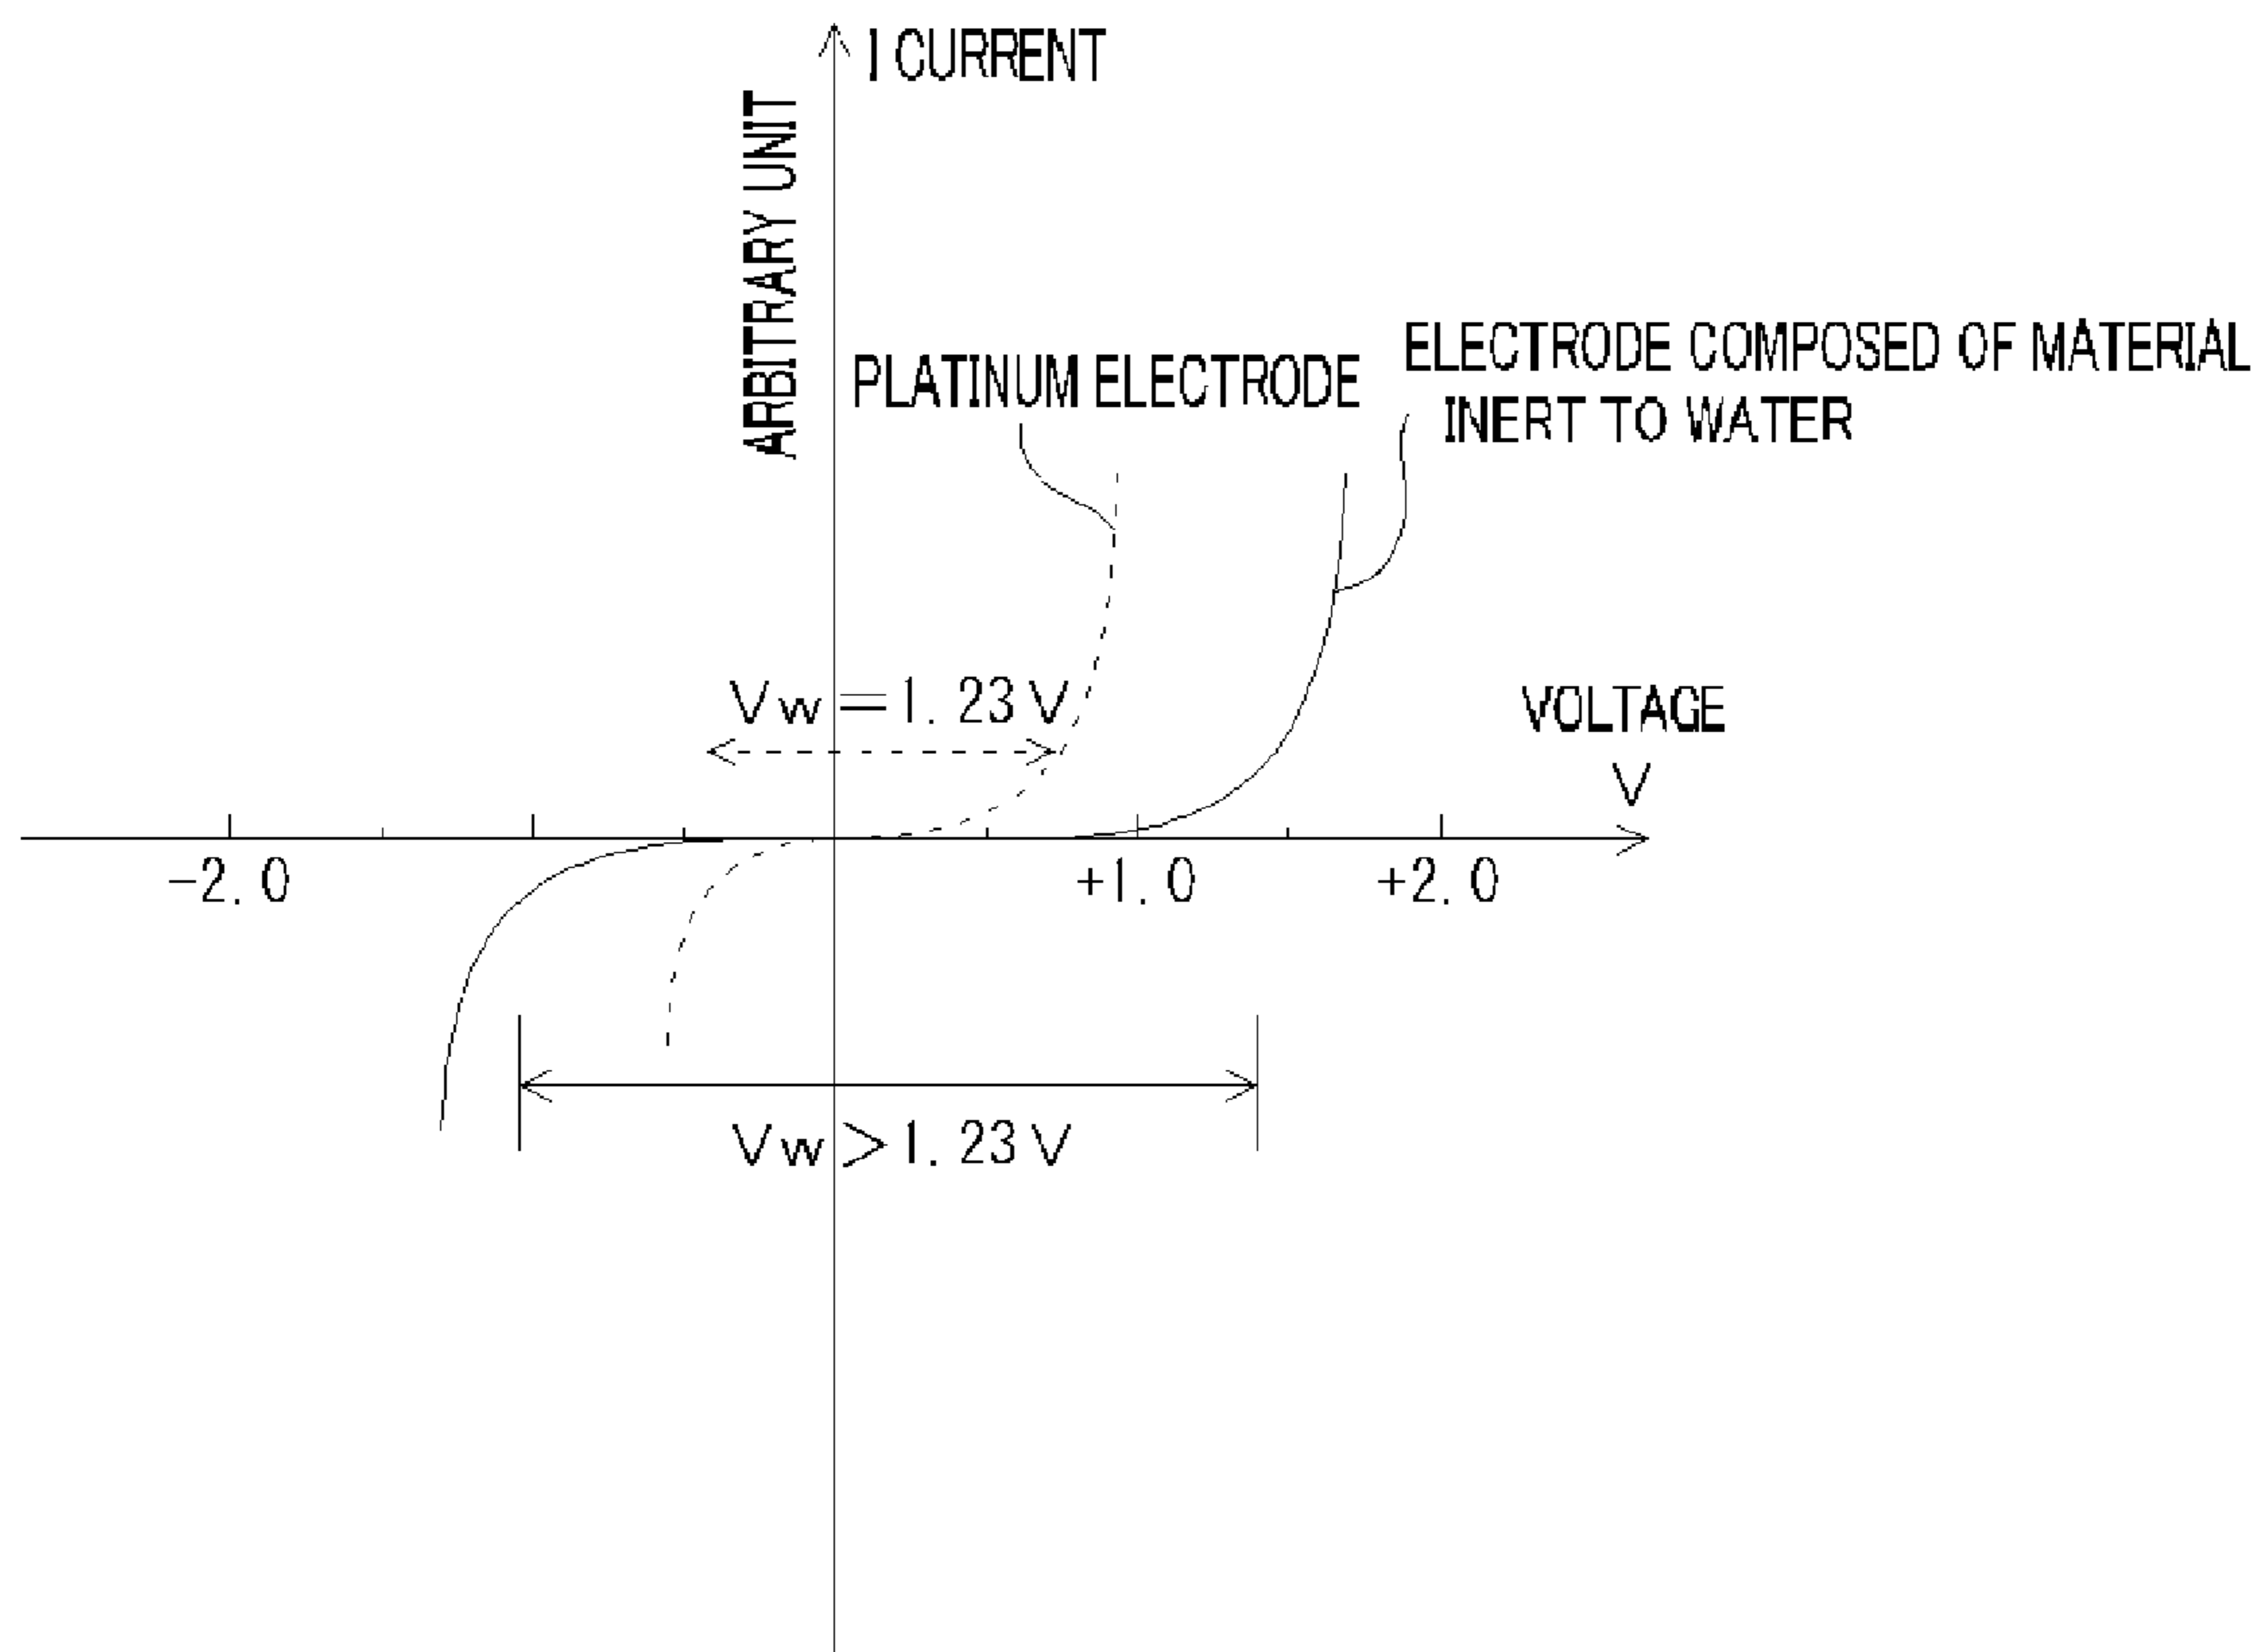 I CURRENT
ARBITRARY UNIT
PLATINUM ELECTRODE
ELECTRODE COMPOSED OF MATERIAL
INERT TO WATER
Vw=1.23V
VOLTAGE
V
-2.0
+1.0
+2.0
Vw>1.23V